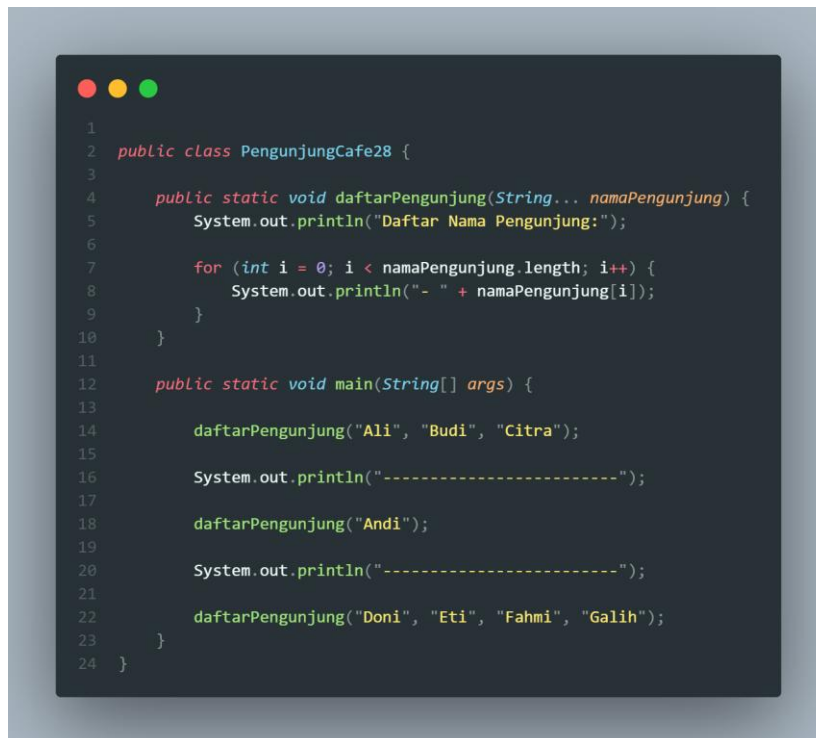 1
2 public class PengunjungCafe28 {
3
4     public static void daftarPengunjung(String... namaPengunjung) {
5         System.out.println("Daftar Nama Pengunjung:");
6
7         for (int i = 0; i < namaPengunjung.length; i++) {
8             System.out.println("- " + namaPengunjung[i]);
9         }
10     }
11
12     public static void main(String[] args) {
13
14         daftarPengunjung("Ali", "Budi", "Citra");
15
16         System.out.println("-------------------------");
17
18         daftarPengunjung("Andi");
19
20         System.out.println("-------------------------");
21
22         daftarPengunjung("Doni", "Eti", "Fahmi", "Galih");
23     }
24 }